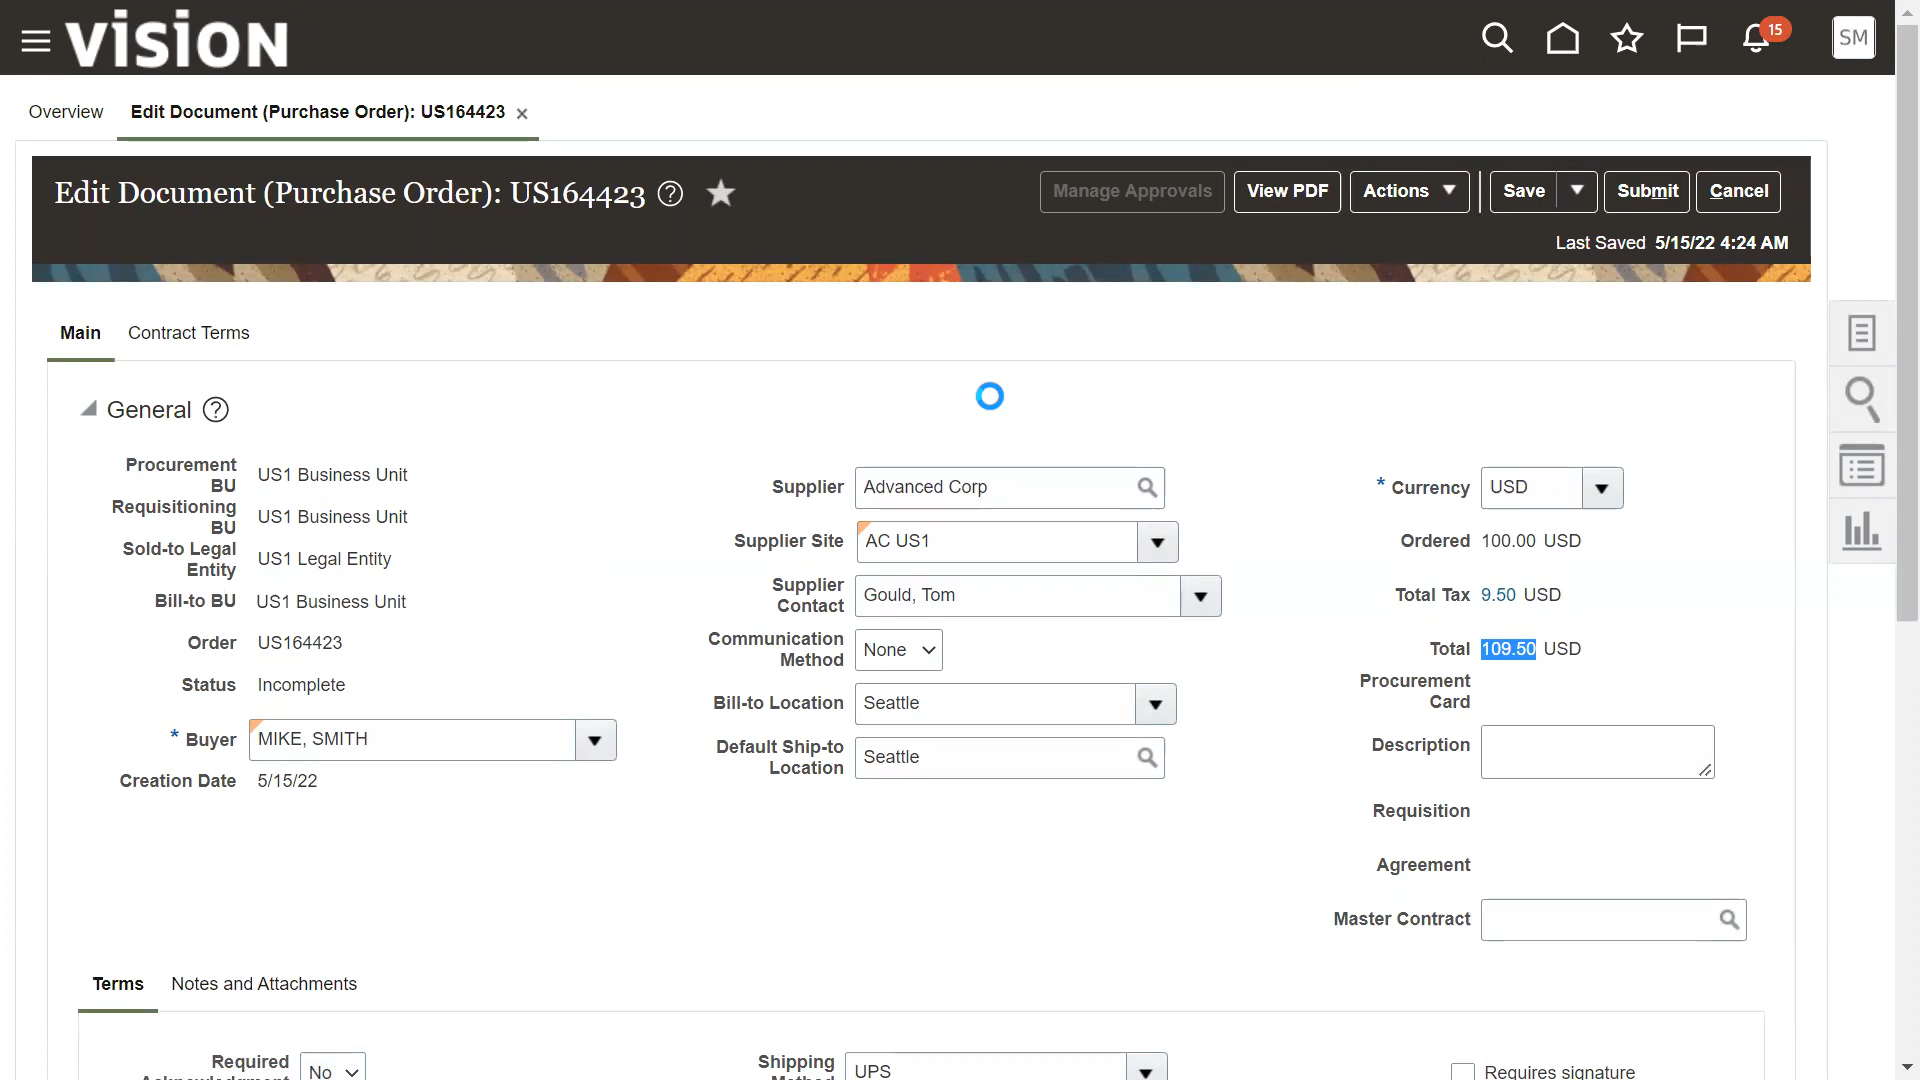 vision
15
SM
Overview
Edit Document (Purchase Order): US164423
Edit Document (Purchase Order): US164423
Manage Approvals
View PDF
Actions
Save
Submit
Cancel
Last Saved 5/15/22 4:24 AM
Main
Contract Terms
General
Procurement BU
US1 Business Unit
Requisitioning BU
US1 Business Unit
Sold-to Legal Entity
US1 Legal Entity
Bill-to BU
US1 Business Unit
Order
US164423
Status
Incomplete
* Buyer
MIKE, SMITH
Creation Date
5/15/22
Supplier
Advanced Corp
Supplier Site
AC US1
Supplier Contact
Gould, Tom
Communication Method
None
Bill-to Location
Seattle
Default Ship-to Location
Seattle
* Currency
USD
Ordered
100.00 USD
Total Tax
9.50 USD
Total
109.50 USD
Procurement Card
Description
Requisition
Agreement
Master Contract
Terms
Notes and Attachments
Required
No
Shipping
UPS
Requires signature